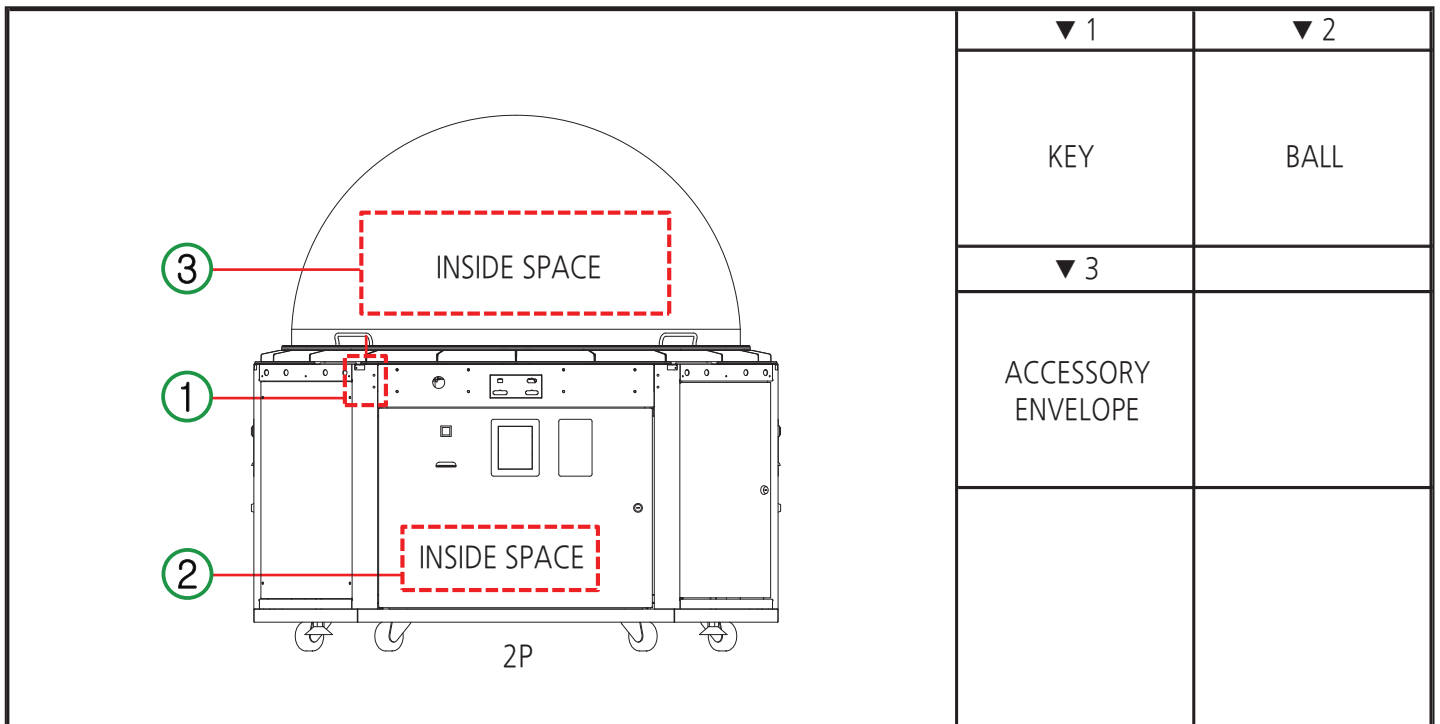 ▼ 1
▼ 2
KEY
BALL
▼ 3
ACCESSORY
ENVELOPE
3
INSIDE SPACE
1
2
INSIDE SPACE
2P